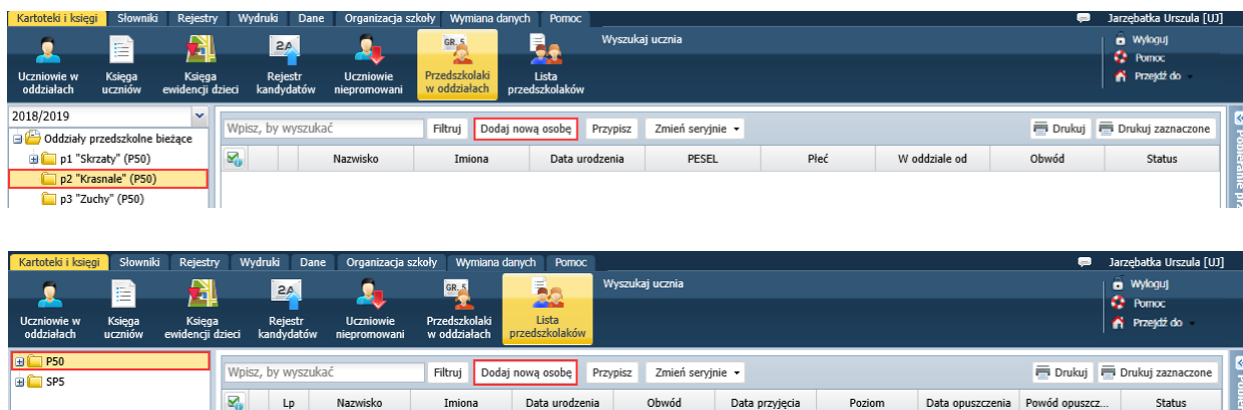 Kartoteki i księgi Słowniki Rejestry Wydruki Dane Organizacja szkoły Wymiana danych Pomoc Jarzębatka Urszula [UJ]
Uczniowie w oddziałach Księga uczniów Księga ewidencji dzieci Rejestr kandydatów Uczniowie niepromowani GR. 5 Przedszkolaki w oddziałach Lista przedszkolaków Wyszukaj ucznia
Wyloguj
Pomoc
Przejdź do
2018/2019
Wpisz, by wyszukać Filtruj Dodaj nową osobę Przypisz Zmień seryjnie Drukuj Drukuj zaznaczone
Oddziały przedszkolne bieżące
p1 "Skrzaty" (P50)
p2 "Krasnale" (P50)
p3 "Zuchy" (P50)
Nazwisko Imiona Data urodzenia PESEL Płeć W oddziale od Obwód Status
Kartoteki i księgi Słowniki Rejestry Wydruki Dane Organizacja szkoły Wymiana danych Pomoc Jarzębatka Urszula [UJ]
Uczniowie w oddziałach Księga uczniów Księga ewidencji dzieci Rejestr kandydatów Uczniowie niepromowani GR. 5 Przedszkolaki w oddziałach Lista przedszkolaków Wyszukaj ucznia
Wyloguj
Pomoc
Przejdź do
P50
SP5
Wpisz, by wyszukać Filtruj Dodaj nową osobę Przypisz Zmień seryjnie Drukuj Drukuj zaznaczone
Lp Nazwisko Imiona Data urodzenia Obwód Data przyjęcia Poziom Data opuszczenia Powód opuszcz... Status